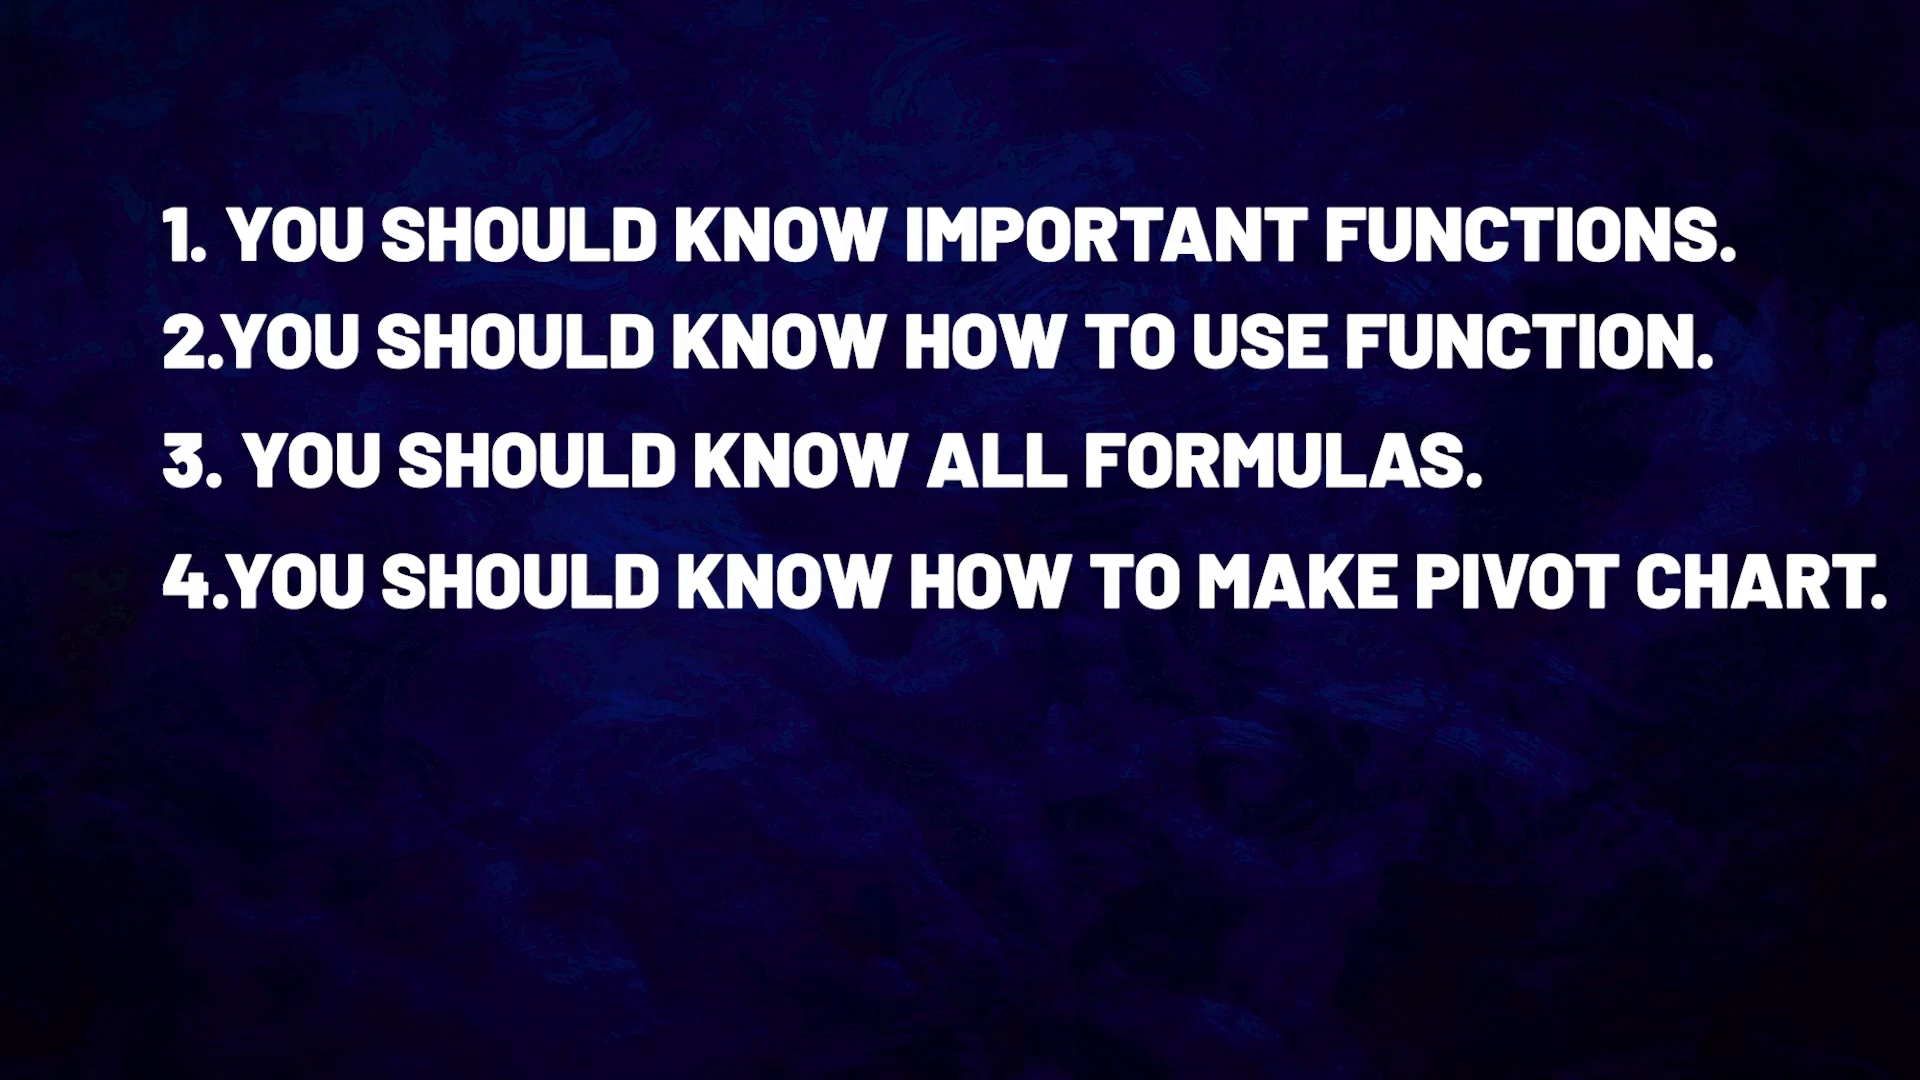 1. YOU SHOULD KNOW IMPORTANT FUNCTIONS.
2.YOU SHOULD KNOW HOW TO USE FUNCTION.
3. YOU SHOULD KNOW ALL FORMULAS.
4.YOU SHOULD KNOW HOW TO MAKE PIVOT CHART.